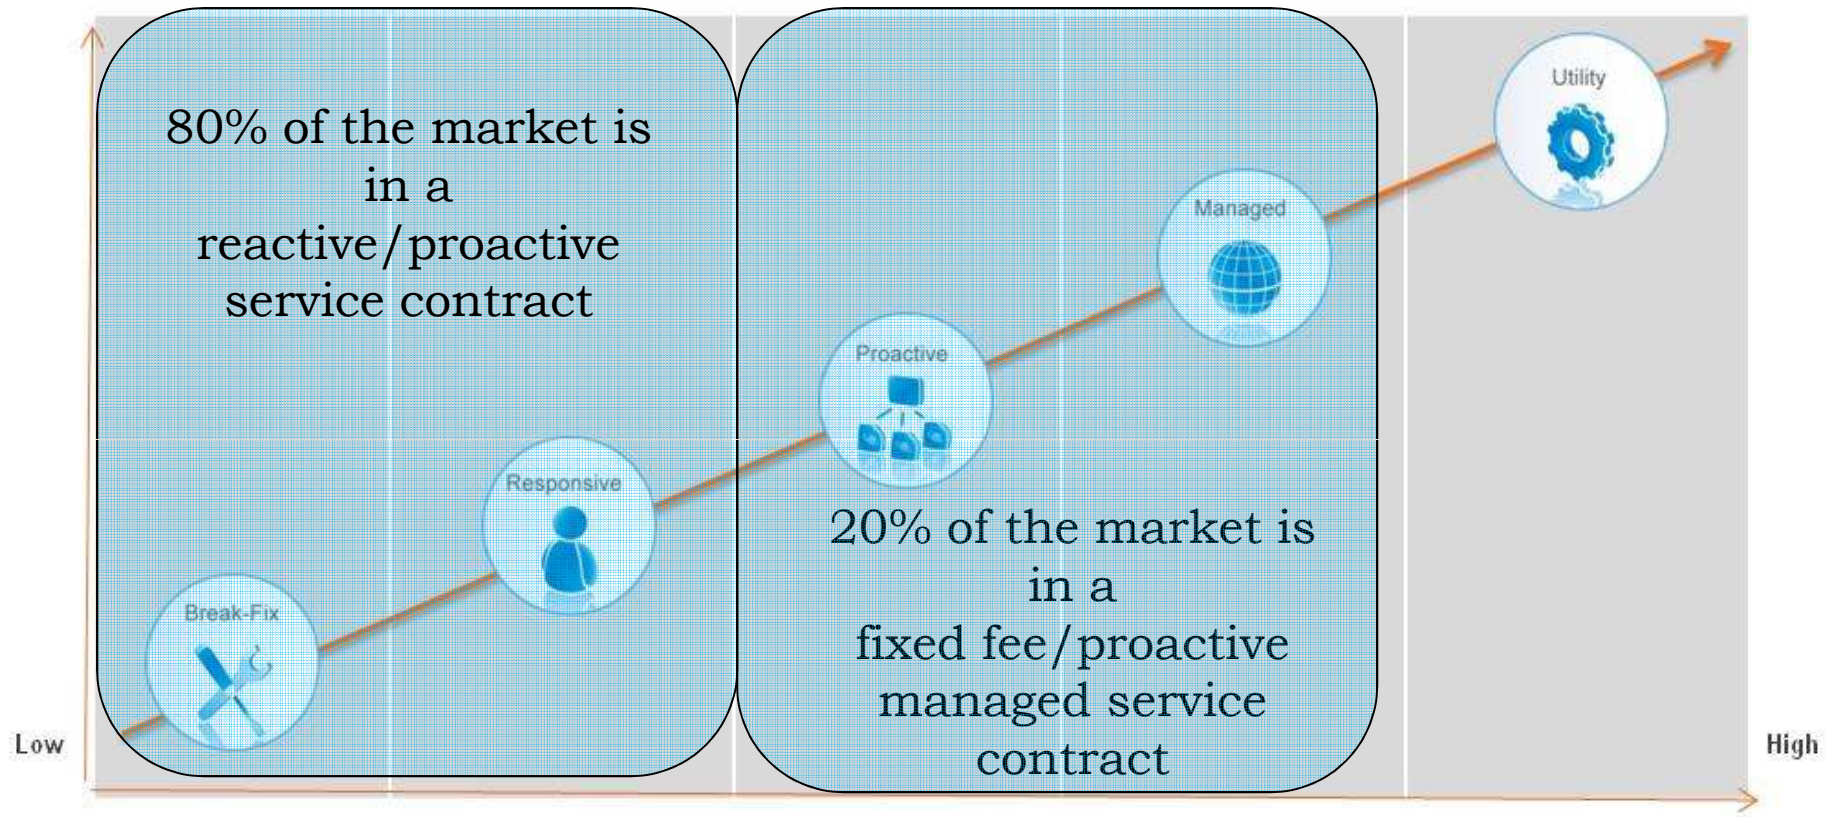 80% of the market is
in a
reactive/proactive
service contract
Utility
Managed
Proactive
Responsive
Break-Fix
20% of the market is
in a
fixed fee/proactive
managed service
contract
Low
High